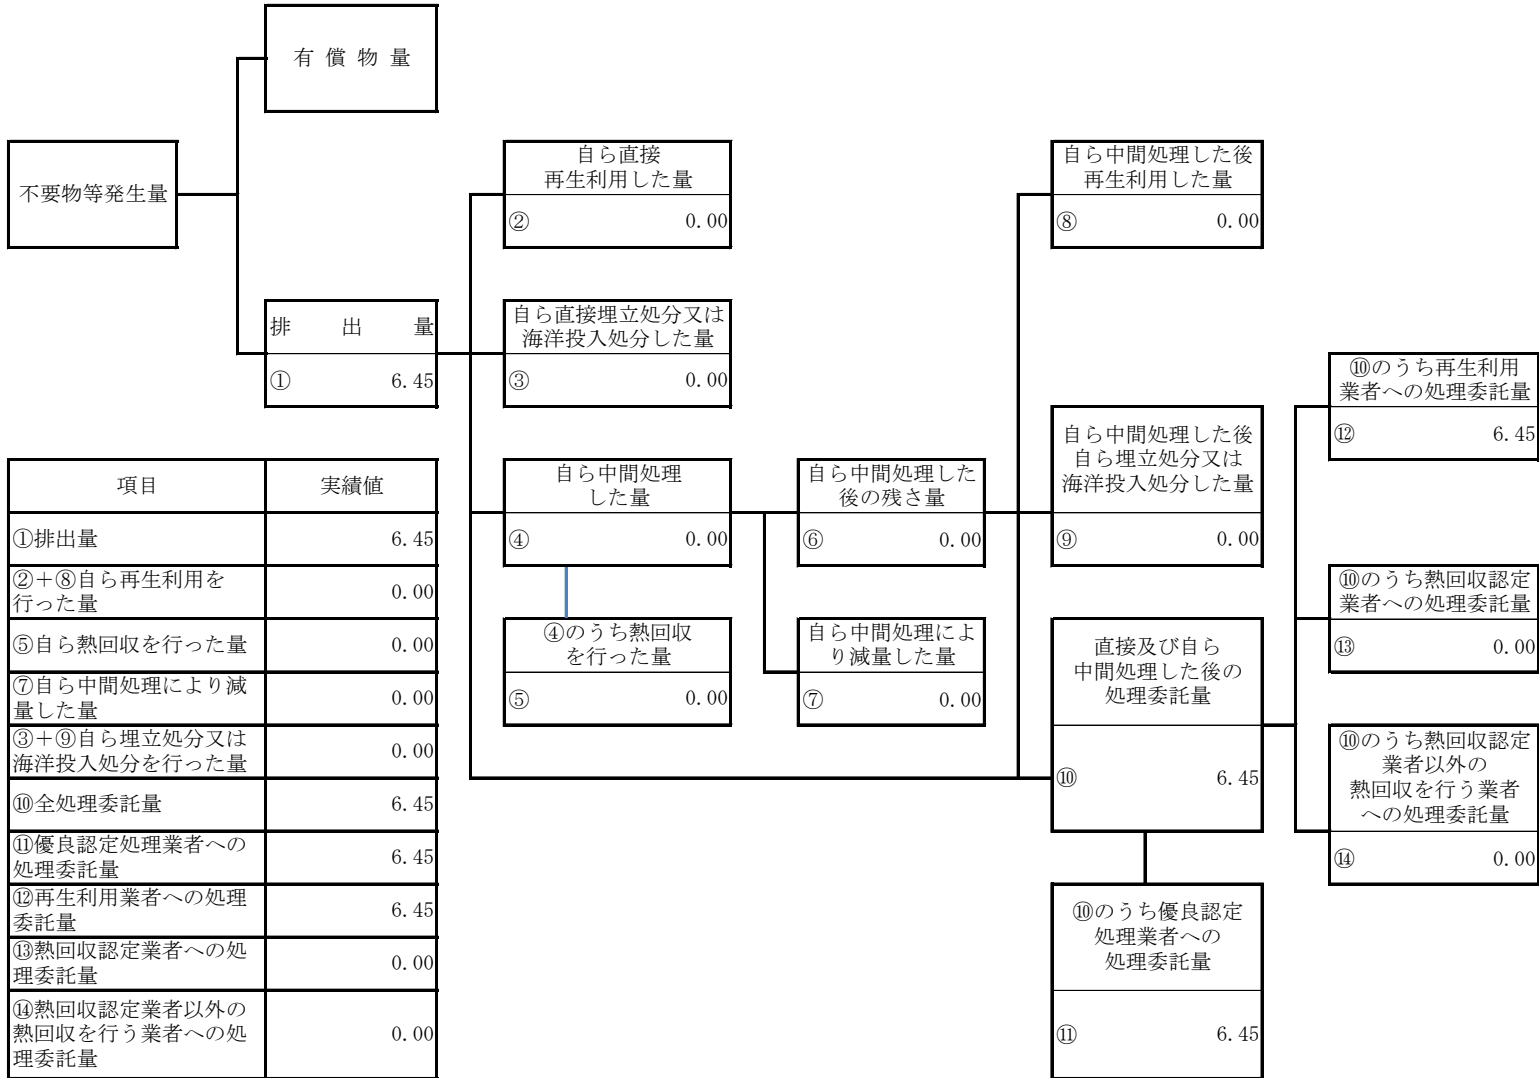 有償物量
不要物等発生量
排出量
① 6.45
自ら直接
再生利用した量
② 0.00
自ら直接埋立処分又は
海洋投入処分した量
③ 0.00
自ら中間処理
した量
④ 0.00
④のうち熱回収
を行った量
⑤ 0.00
自ら中間処理した
後の残さ量
⑥ 0.00
自ら中間処理によ
り減量した量
⑦ 0.00
自ら中間処理した後
再生利用した量
⑧ 0.00
自ら中間処理した後
自ら埋立処分又は
海洋投入処分した量
⑨ 0.00
直接及び自ら
中間処理した後の
処理委託量
⑩ 6.45
⑩のうち優良認定
処理業者への
処理委託量
⑪ 6.45
⑩のうち再生利用
業者への処理委託量
⑫ 6.45
⑩のうち熱回収認定
業者への処理委託量
⑬ 0.00
⑩のうち熱回収認定
業者以外の
熱回収を行う業者
への処理委託量
⑭ 0.00
項目 実績値
①排出量 6.45
②＋⑧自ら再生利用を
行った量 0.00
⑤自ら熱回収を行った量 0.00
⑦自ら中間処理により減
量した量 0.00
③＋⑨自ら埋立処分又は
海洋投入処分を行った量 0.00
⑩全処理委託量 6.45
⑪優良認定処理業者への
処理委託量 6.45
⑫再生利用業者への処理
委託量 6.45
⑬熱回収認定業者への処
理委託量 0.00
⑭熱回収認定業者以外の
熱回収を行う業者への処
理委託量 0.00